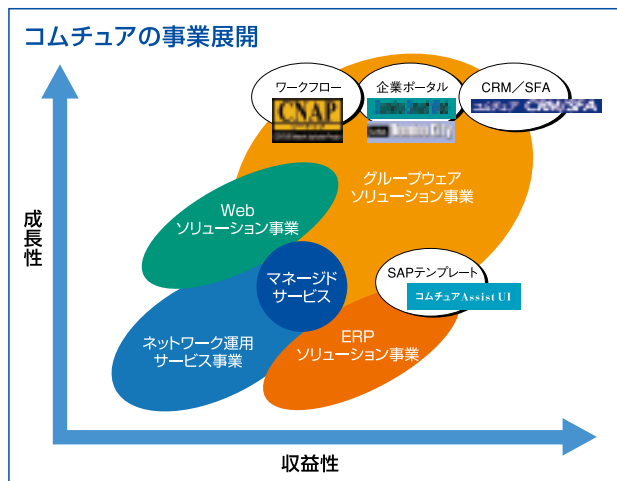 コムチュアの事業展開
ワークフロー
CNAP
企業ポータル
CRM／SFA
コムチュア CRM/SFA
グループウェア
ソリューション事業
Web
ソリューション事業
マネージド
サービス
SAPテンプレート
コムチュアAssist UI
ネットワーク運用
サービス事業
ERP
ソリューション事業
成長性
収益性